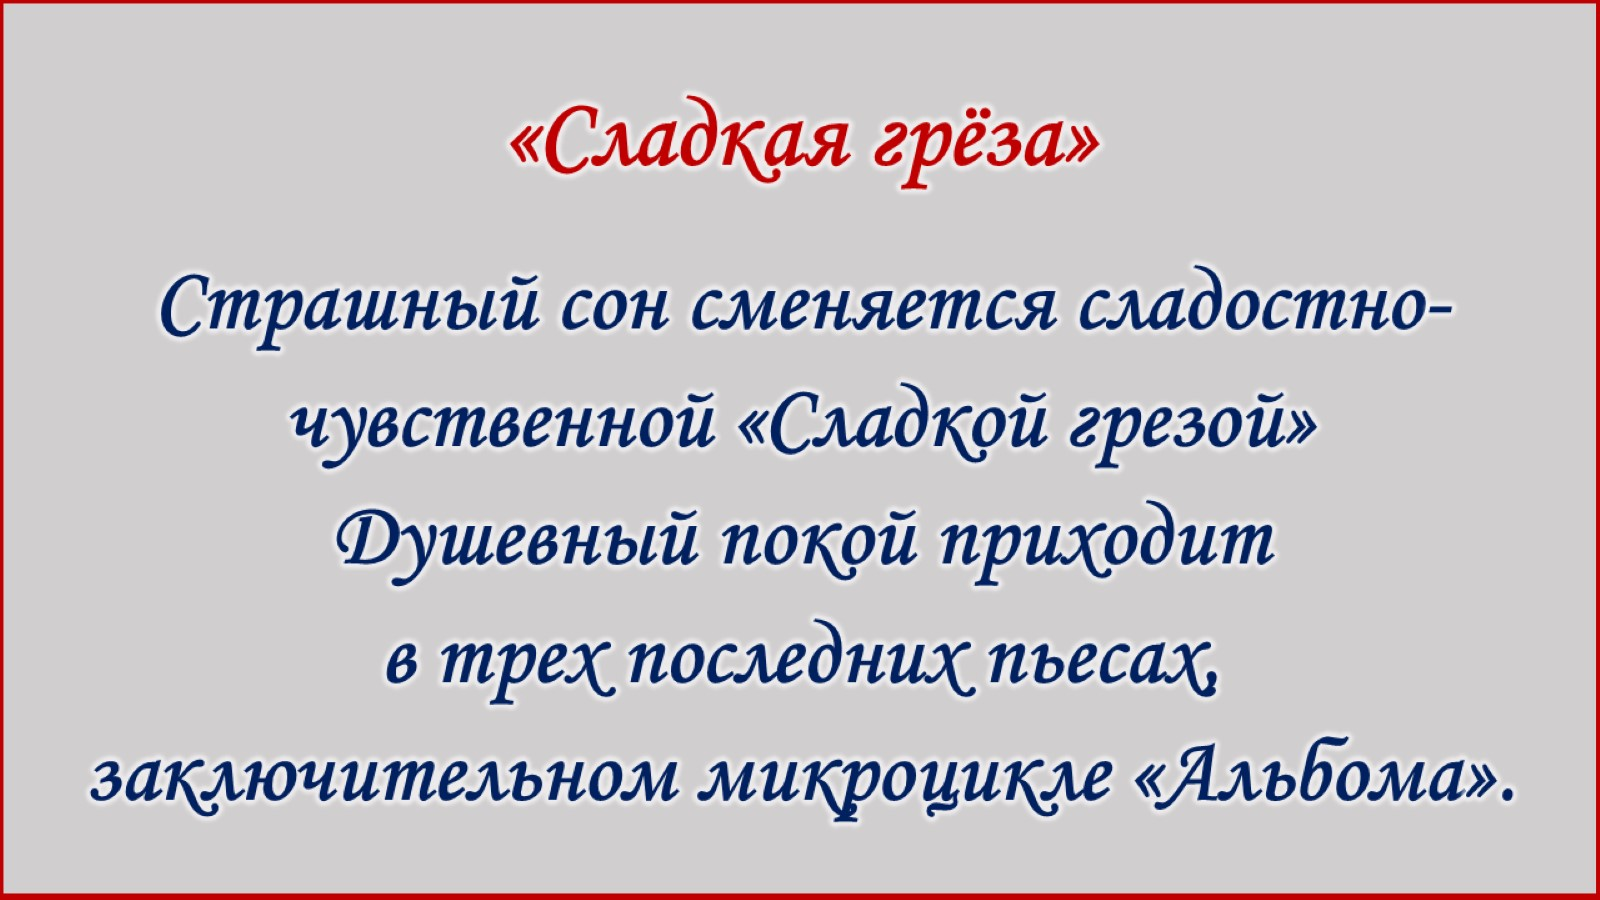 «Сладкая грёза»
Страшный сон сменяется сладостно-
чувственной «Сладкой грезой»
Душевный покой приходит
в трех последних пьесах,
заключительном микроцикле «Альбома».